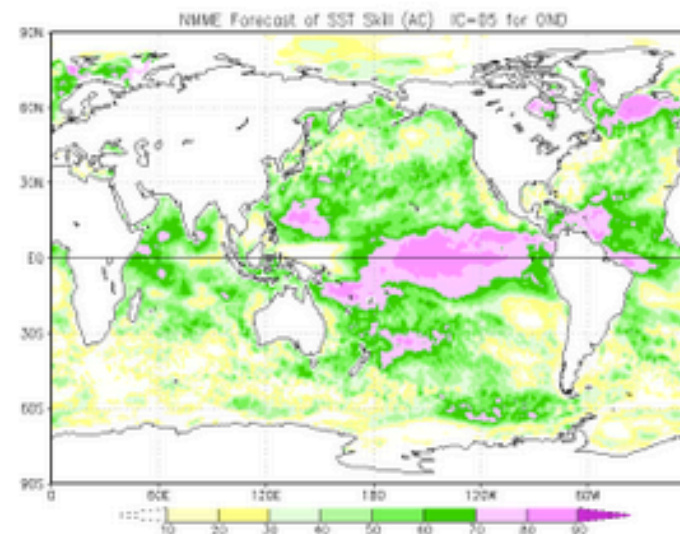 NMME Forecast of SST Skill (AC) IC=05 for OND
90N
60N
30N
EQ
30S
60S
90S
0 60E 120E 180 120W 60W
10 20 30 40 50 60 70 80 90